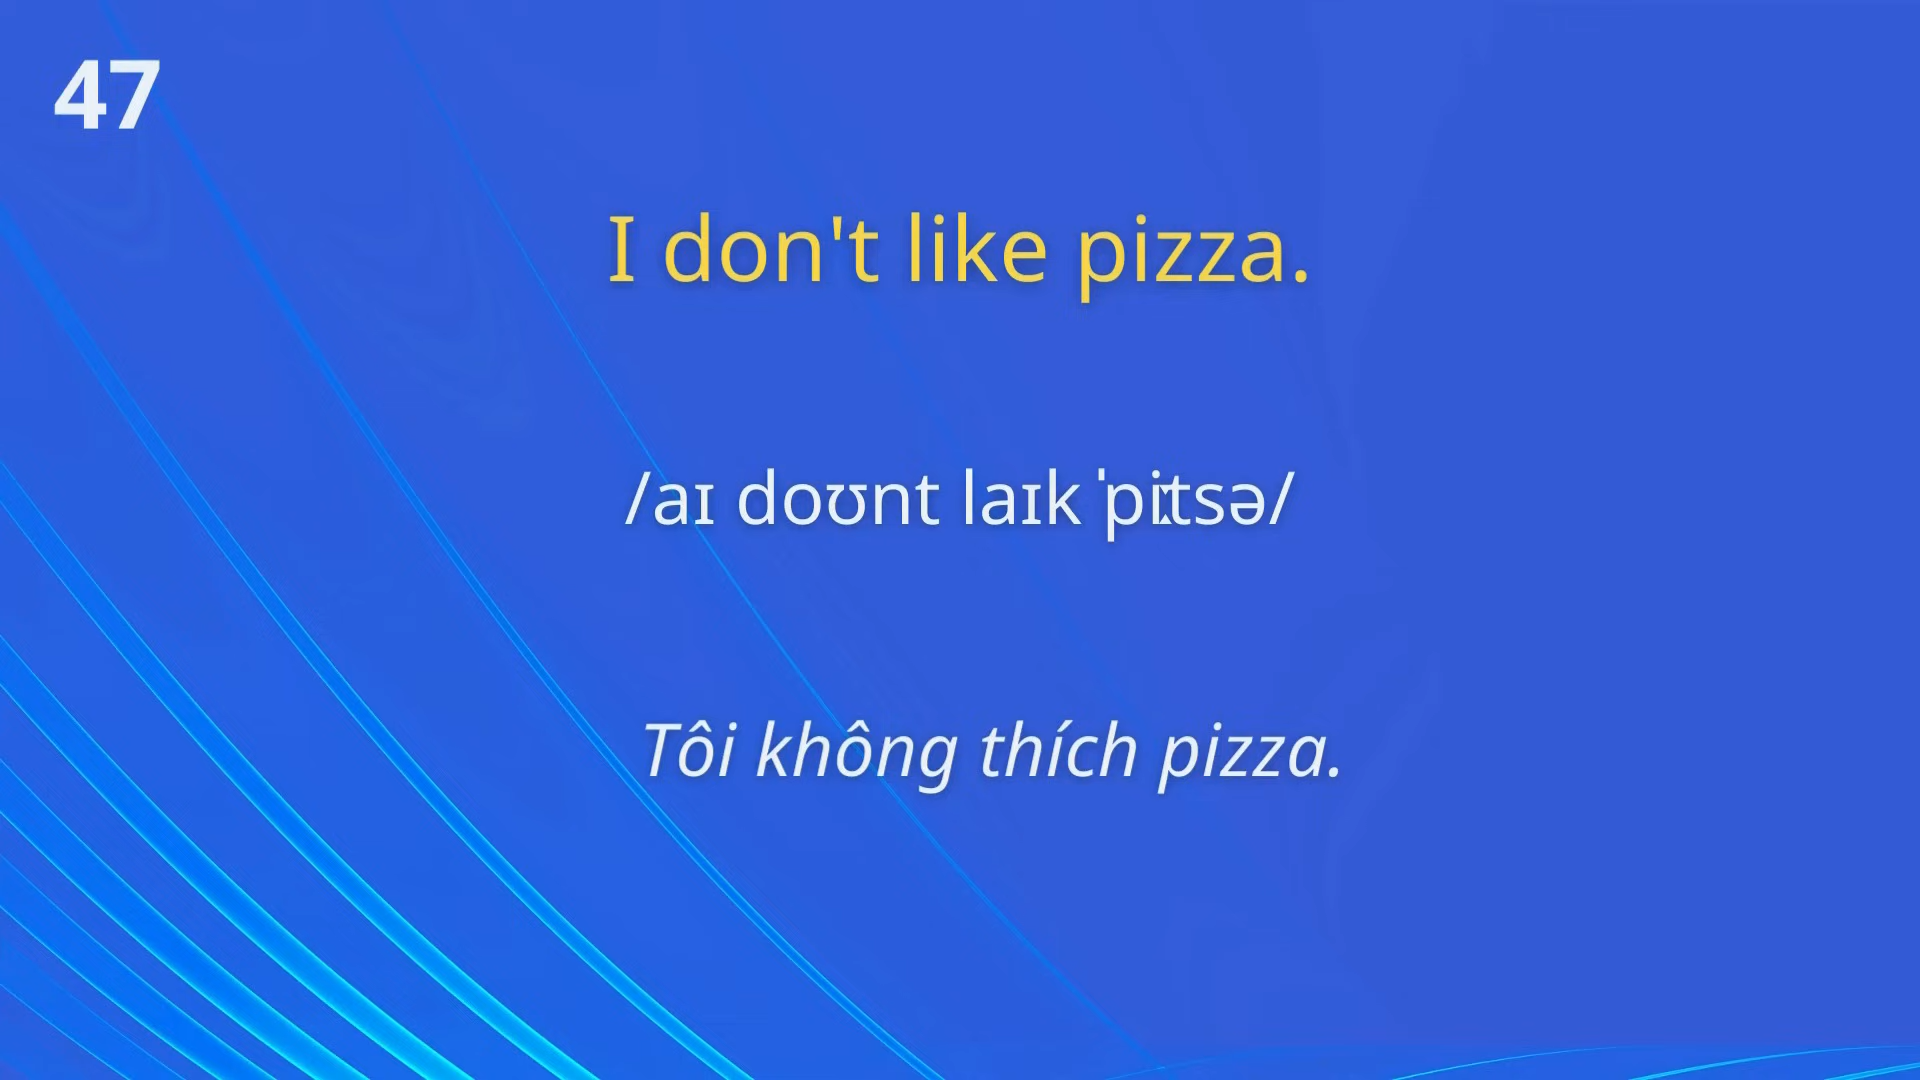 47
I don't like pizza.
/aɪ doʊnt laɪk ˈpiːtsə/
Tôi không thích pizza.